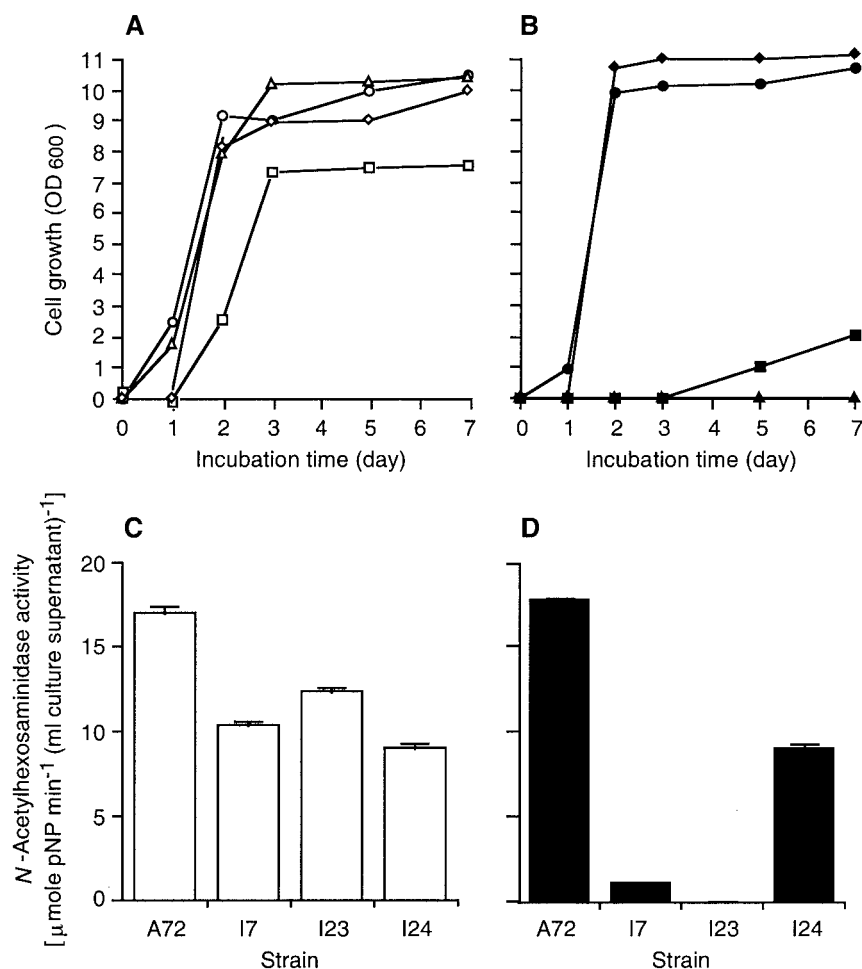 A
B
Cell growth (OD 600)
11
10
9
8
7
6
5
4
3
2
1
0
0 1 2 3 4 5 6 7
0 1 2 3 4 5 6 7
Incubation time (day)
Incubation time (day)
C
D
N-Acetylhexosaminidase activity
[μmole pNP min⁻¹ (ml culture supernatant)⁻¹]
20
15
10
5
0
A72 I7 I23 I24
A72 I7 I23 I24
Strain
Strain